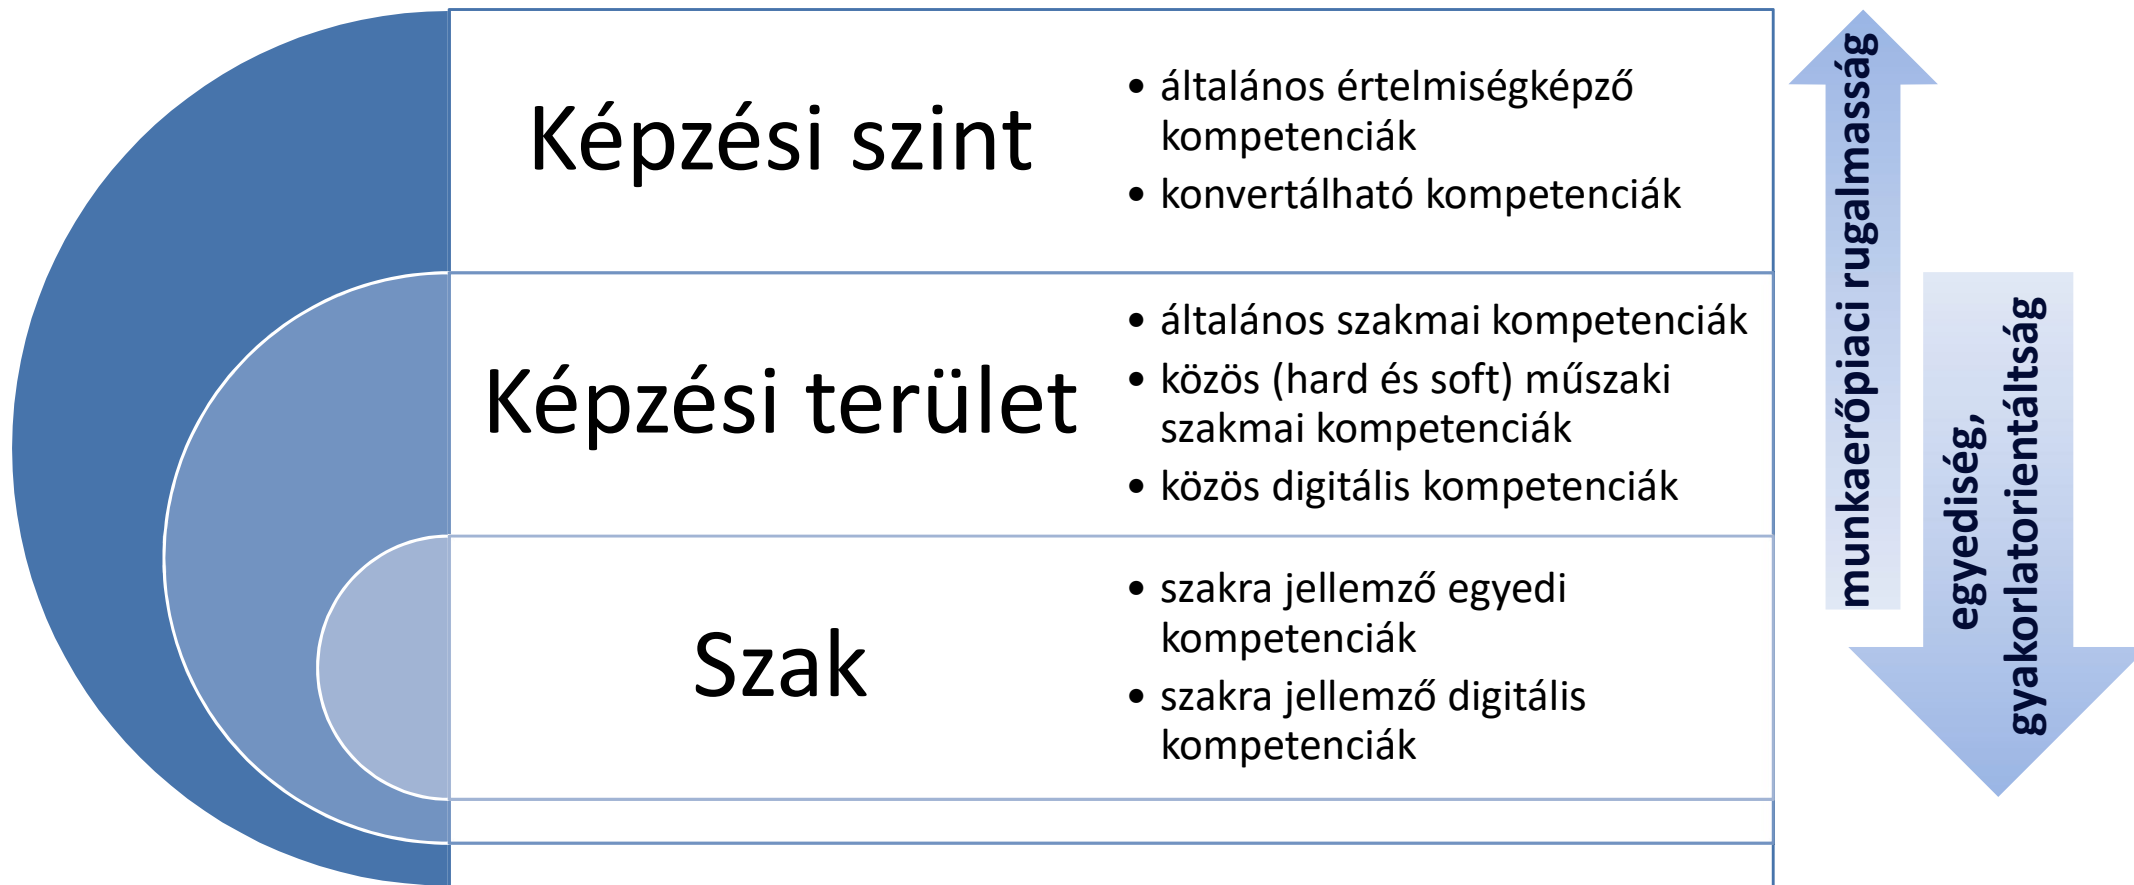 Képzési szint
• általános értelmiségképző
kompetenciák
• konvertálható kompetenciák
Képzési terület
• általános szakmai kompetenciák
• közös (hard és soft) műszaki
szakmai kompetenciák
• közös digitális kompetenciák
Szak
• szakra jellemző egyedi
kompetenciák
• szakra jellemző digitális
kompetenciák
munkaerőpiaci rugalmasság
egyediség,
gyakorlatorientáltság